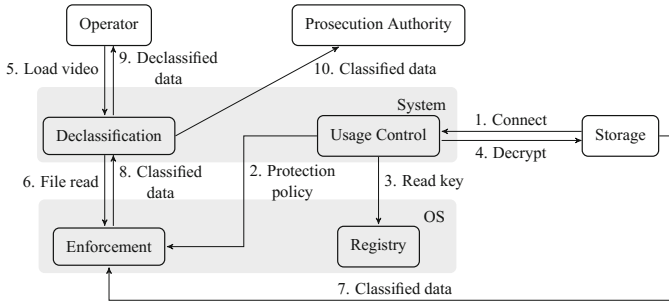 Operator
Prosecution Authority
5. Load video
9. Declassified
data
10. Classified data
System
Declassification
Usage Control
1. Connect
4. Decrypt
Storage
6. File read
8. Classified
data
2. Protection
policy
3. Read key
OS
Enforcement
Registry
7. Classified data